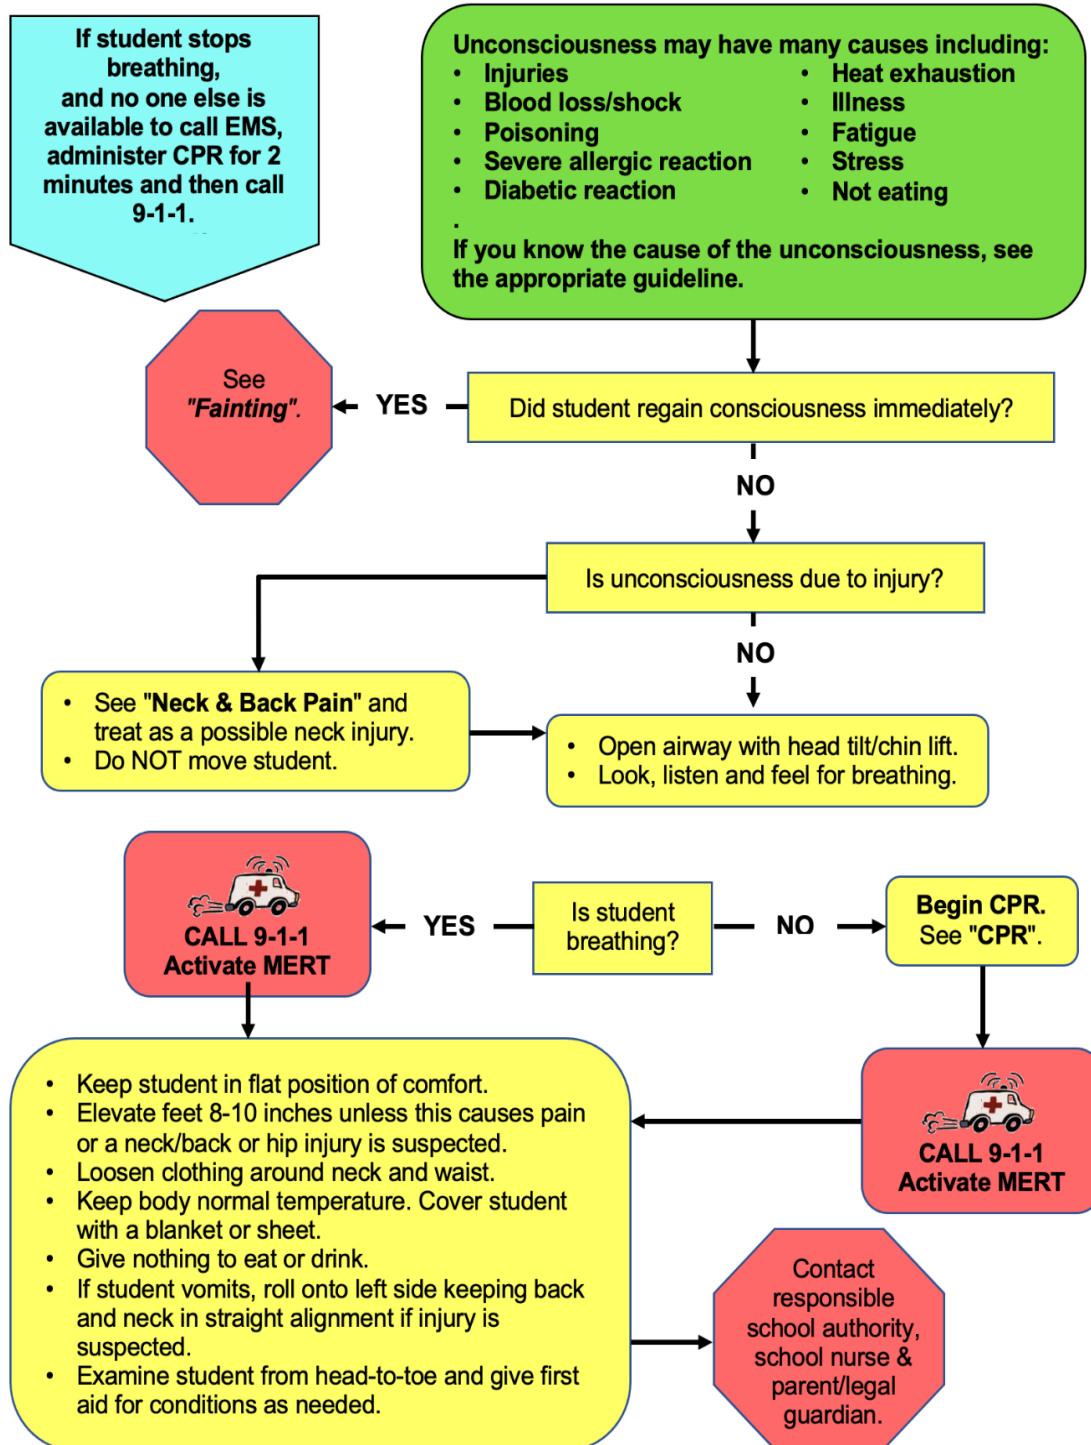 If student stops
breathing,
and no one else is
available to call EMS,
administer CPR for 2
minutes and then call
9-1-1.
Unconsciousness may have many causes including:
• Injuries
• Blood loss/shock
• Poisoning
• Severe allergic reaction
• Diabetic reaction
• Heat exhaustion
• Illness
• Fatigue
• Stress
• Not eating
.
If you know the cause of the unconsciousness, see
the appropriate guideline.
See
"Fainting".
YES
Did student regain consciousness immediately?
NO
Is unconsciousness due to injury?
NO
• See "Neck & Back Pain" and
treat as a possible neck injury.
• Do NOT move student.
• Open airway with head tilt/chin lift.
• Look, listen and feel for breathing.
CALL 9-1-1
Activate MERT
YES
Is student
breathing?
NO
Begin CPR.
See "CPR".
• Keep student in flat position of comfort.
• Elevate feet 8-10 inches unless this causes pain
or a neck/back or hip injury is suspected.
• Loosen clothing around neck and waist.
• Keep body normal temperature. Cover student
with a blanket or sheet.
• Give nothing to eat or drink.
• If student vomits, roll onto left side keeping back
and neck in straight alignment if injury is
suspected.
• Examine student from head-to-toe and give first
aid for conditions as needed.
CALL 9-1-1
Activate MERT
Contact
responsible
school authority,
school nurse &
parent/legal
guardian.